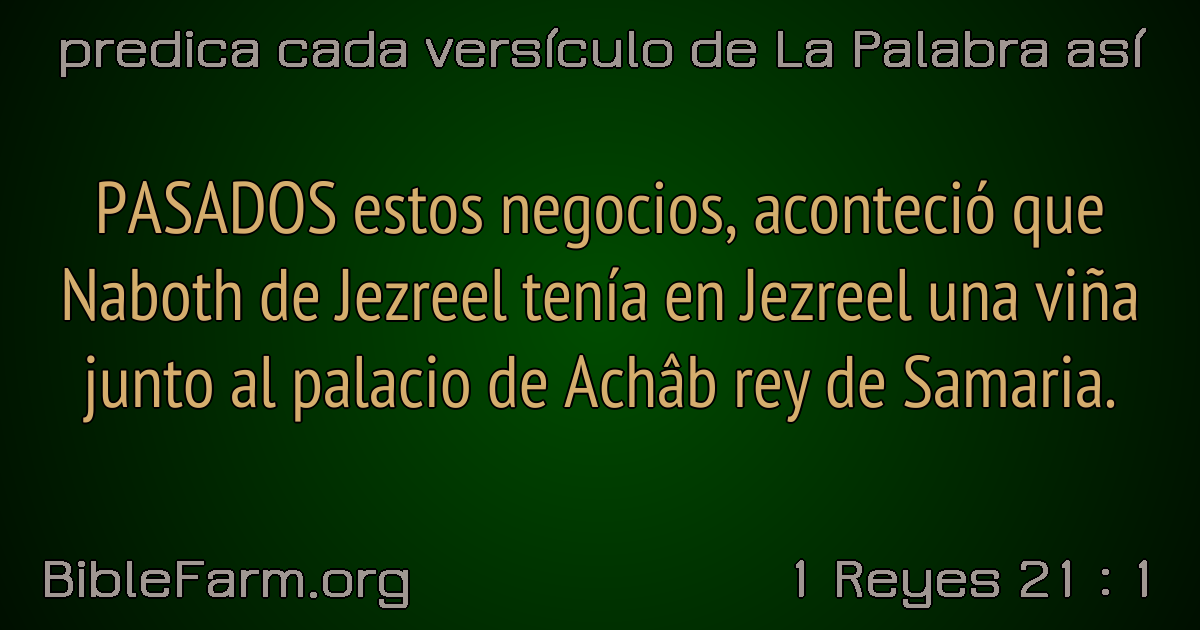 predica cada versículo de La Palabra así
PASADOS estos negocios, aconteció que
Naboth de Jezreel tenía en Jezreel una viña
junto al palacio de Achâb rey de Samaria.
BibleFarm.org
1 Reyes 21 : 1